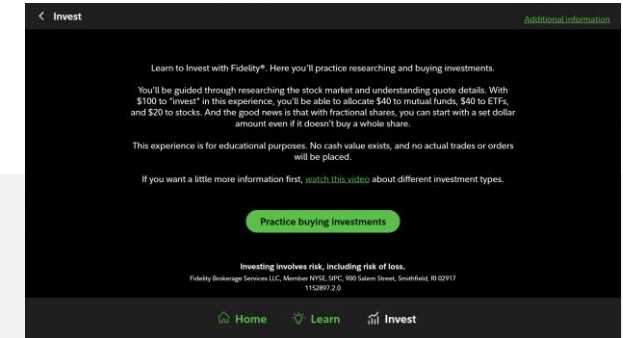 Invest
Additional information
Learn to Invest with Fidelity®. Here you'll practice researching and buying investments.
You'll be guided through researching the stock market and understanding quote details. With
$100 to "invest" in this experience, you'll be able to allocate $40 to mutual funds, $40 to ETFs,
and $20 to stocks. And the good news is that with fractional shares, you can start with a set dollar
amount even if it doesn't buy a whole share.
This experience is for educational purposes. No cash value exists, and no actual trades or orders
will be placed.
If you want a little more information first, watch this video about different investment types.
Practice buying investments
Investing involves risk, including risk of loss.
Fidelity Brokerage Services LLC, Member NYSE, SIPC, 900 Salem Street, Smithfield, RI 02917
1152897.2.0
Home Learn Invest